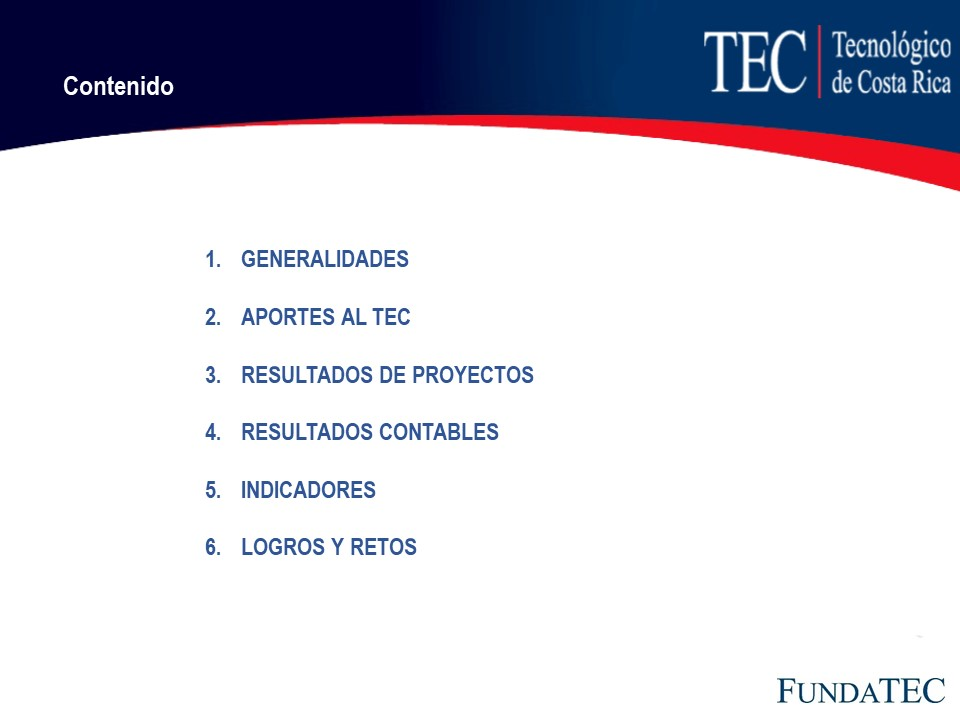 TEC Tecnológico
de Costa Rica
Contenido
1. GENERALIDADES
2. APORTES AL TEC
3. RESULTADOS DE PROYECTOS
4. RESULTADOS CONTABLES
5. INDICADORES
6. LOGROS Y RETOS
FUNDATEC